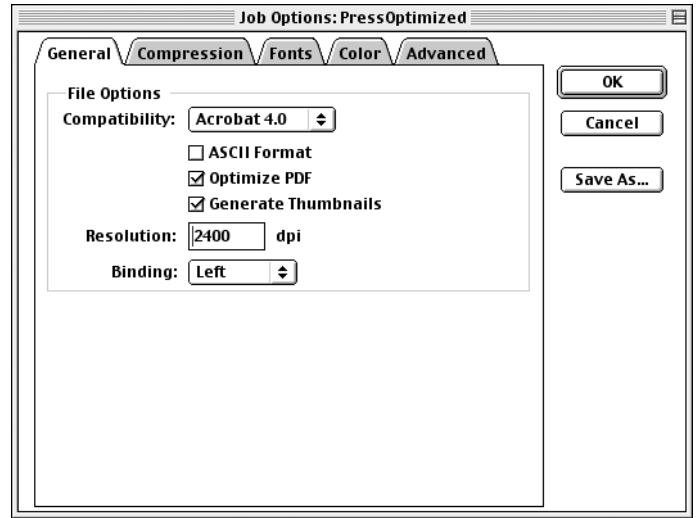 Job Options: PressOptimized
General Compression Fonts Color Advanced
File Options
Compatibility: Acrobat 4.0
ASCII Format
Optimize PDF
Generate Thumbnails
Resolution: 2400 dpi
Binding: Left
OK
Cancel
Save As...